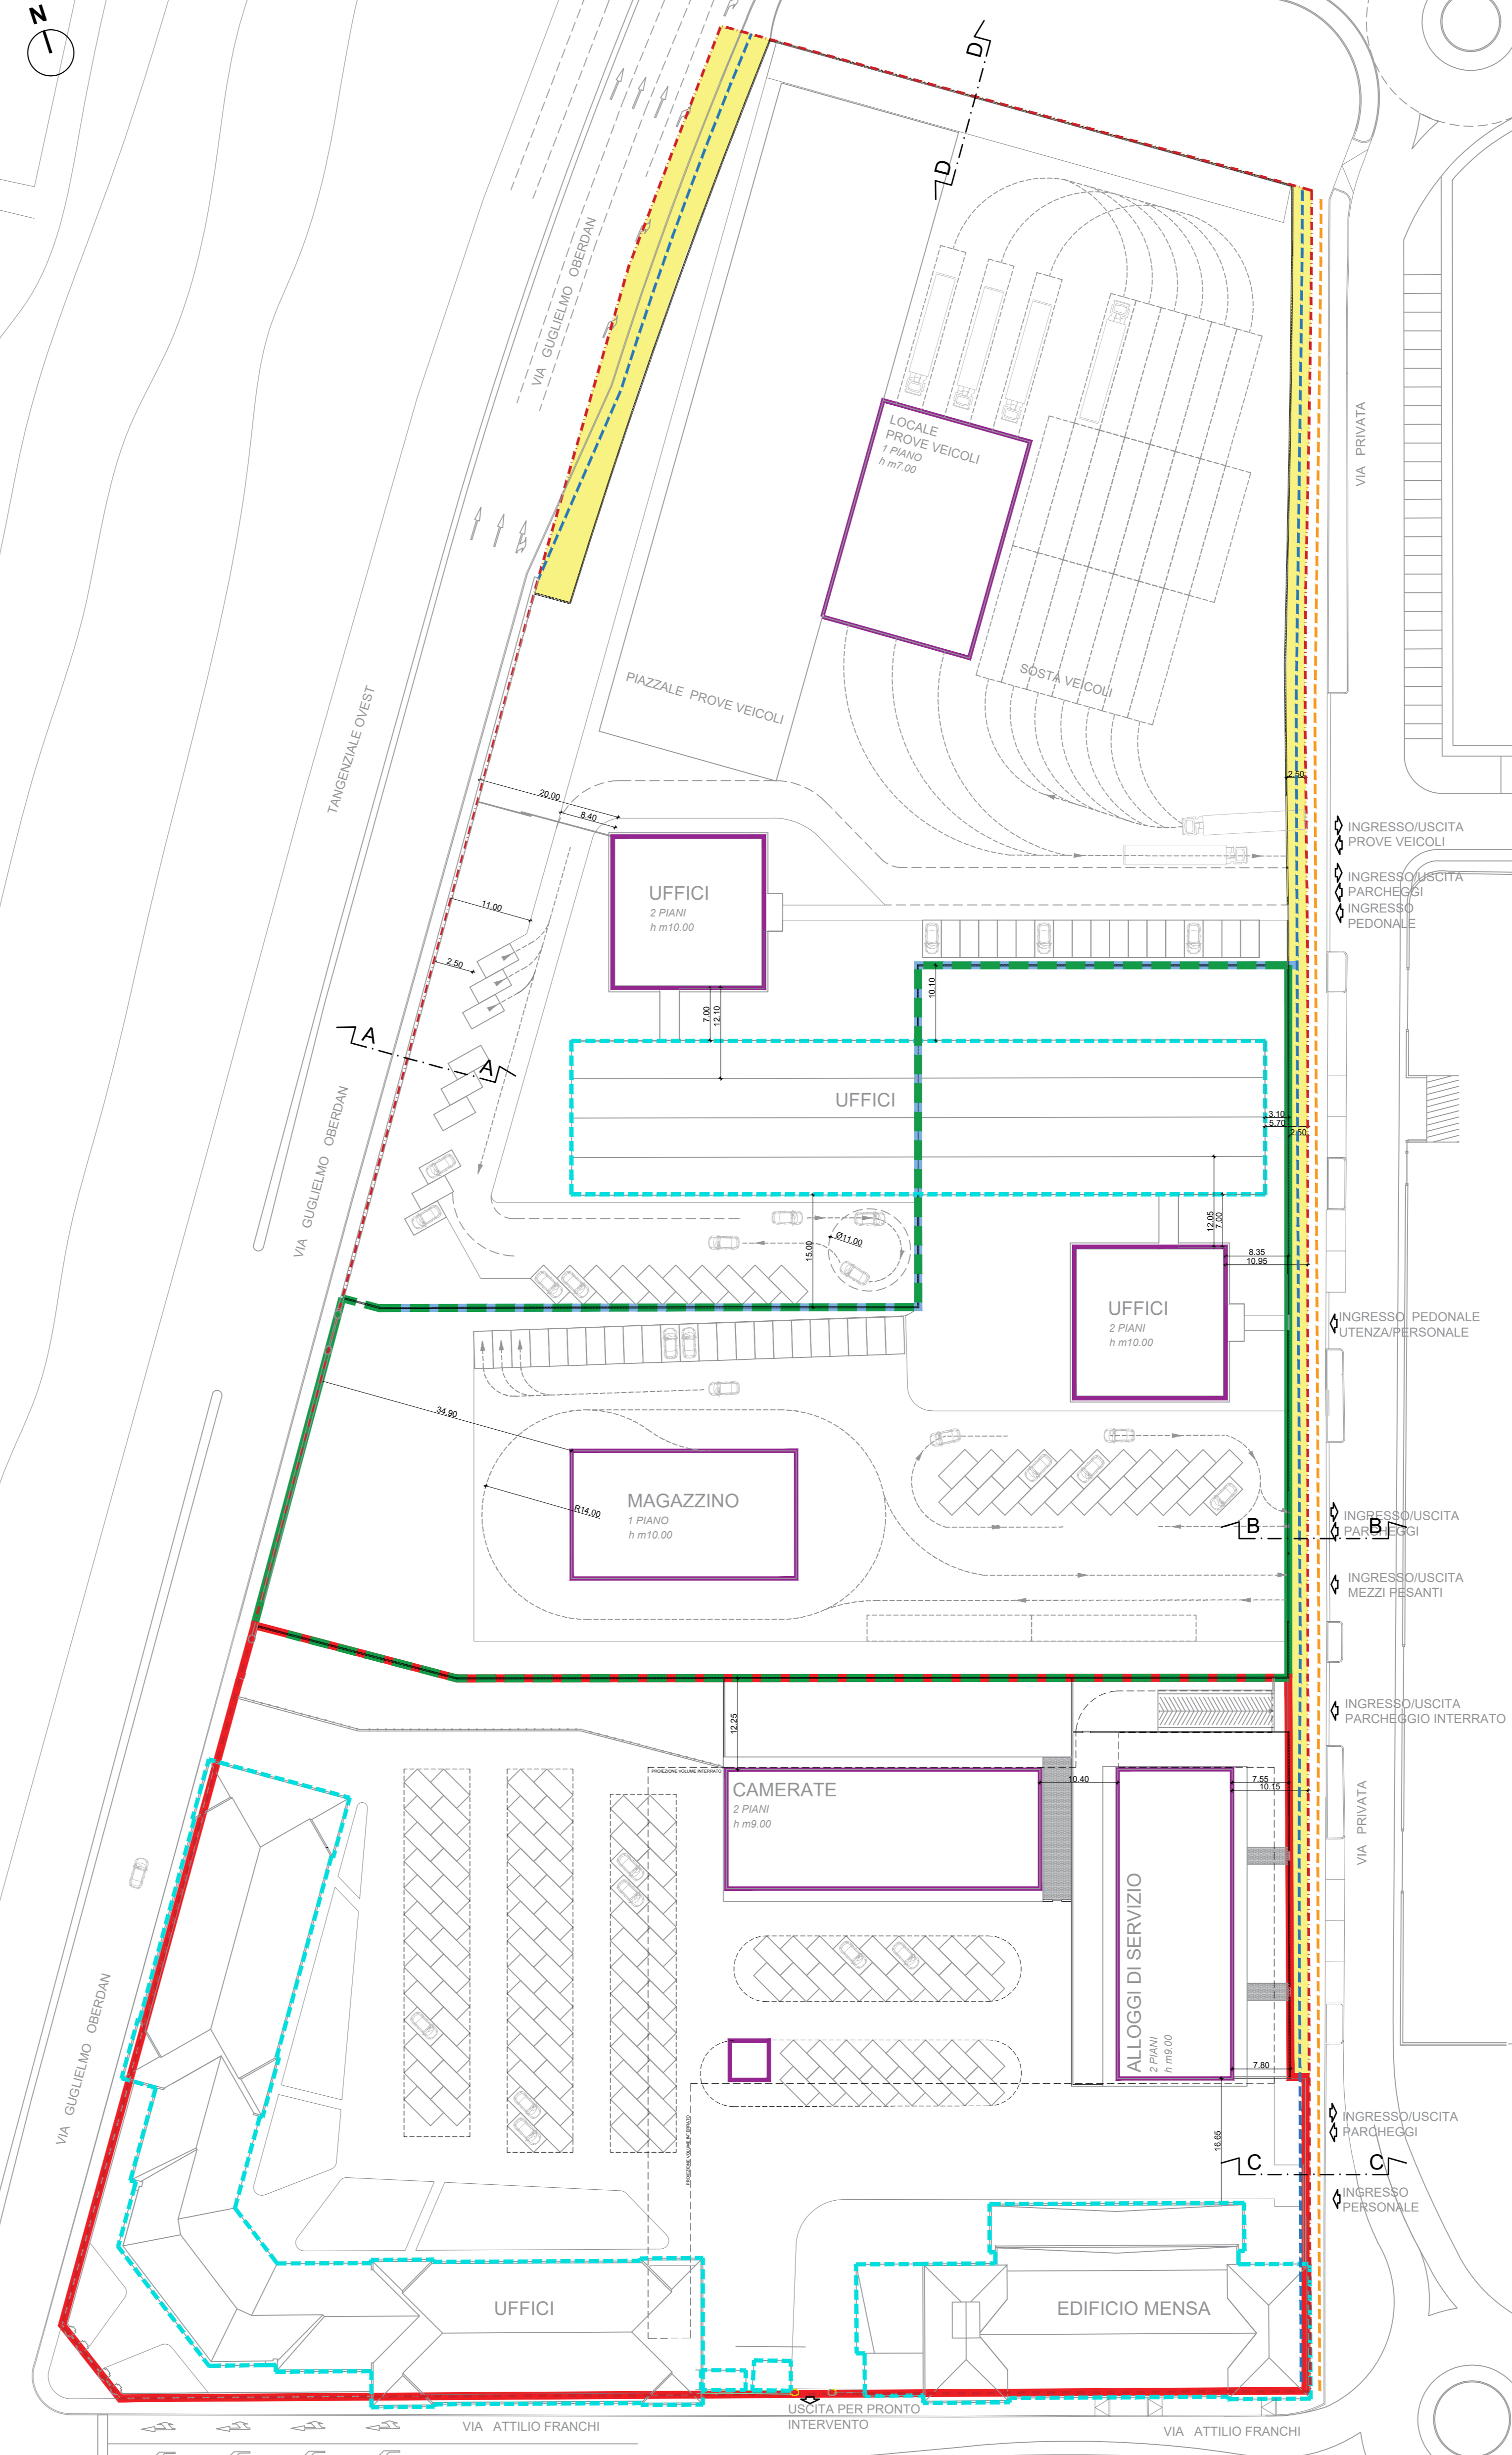 N
D
D
VIA GUGLIELMO OBERDAN
LOCALE
PROVE VEICOLI
1 PIANO
h m7.00
VIA PRIVATA
SOSTA VEICOLI
PIAZZALE PROVE VEICOLI
TANGENZIALE OVEST
2.50
20.00
8.40
INGRESSO/USCITA
PROVE VEICOLI
INGRESSO/USCITA
PARCHEGGI
INGRESSO
PEDONALE
UFFICI
2 PIANI
h m10.00
11.00
2.50
10.10
7.00
12.10
A
A
UFFICI
3.10
5.70
2.50
VIA GUGLIELMO OBERDAN
12.05
7.00
15.00
Ø11.00
8.35
10.95
UFFICI
2 PIANI
h m10.00
INGRESSO PEDONALE
UTENZA/PERSONALE
34.90
MAGAZZINO
1 PIANO
h m10.00
R14.00
INGRESSO/USCITA
PARCHEGGI
B
B
INGRESSO/USCITA
MEZZI PESANTI
12.25
INGRESSO/USCITA
PARCHEGGIO INTERRATO
PROIEZIONE VOLUME INTERRATO
CAMERATE
2 PIANI
h m9.00
10.40
7.55
10.15
VIA PRIVATA
ALLOGGI DI SERVIZIO
2 PIANI
h m9.00
7.80
VIA GUGLIELMO OBERDAN
PROIEZIONE VOLUME INTERRATO
16.65
INGRESSO/USCITA
PARCHEGGI
C
C
INGRESSO
PERSONALE
UFFICI
EDIFICIO MENSA
USCITA PER PRONTO
INTERVENTO
VIA ATTILIO FRANCHI
VIA ATTILIO FRANCHI